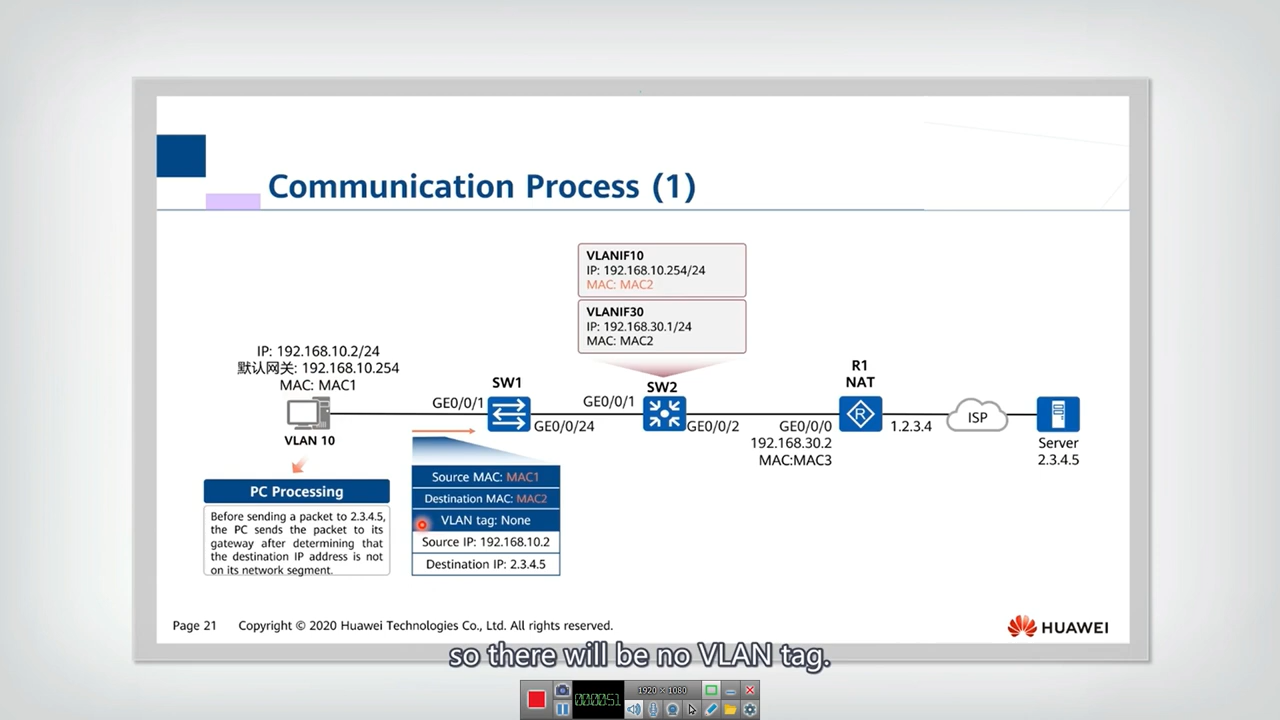 Communication Process (1)
VLANIF10
IP: 192.168.10.254/24
MAC: MAC2
VLANIF30
IP: 192.168.30.1/24
MAC: MAC2
IP: 192.168.10.2/24
默认网关: 192.168.10.254
MAC: MAC1
VLAN 10
GE0/0/1
SW1
GE0/0/24
GE0/0/1
SW2
GE0/0/2
R1
NAT
R
GE0/0/0
192.168.30.2
MAC:MAC3
1.2.3.4
ISP
Server
2.3.4.5
PC Processing
Before sending a packet to 2.3.4.5,
the PC sends the packet to its
gateway after determining that
the destination IP address is not
on its network segment.
Source MAC: MAC1
Destination MAC: MAC2
VLAN tag: None
Source IP: 192.168.10.2
Destination IP: 2.3.4.5
Page 21 Copyright © 2020 Huawei Technologies Co., Ltd. All rights reserved.
HUAWEI
so there will be no VLAN tag.
00:00:51
1920 × 1080